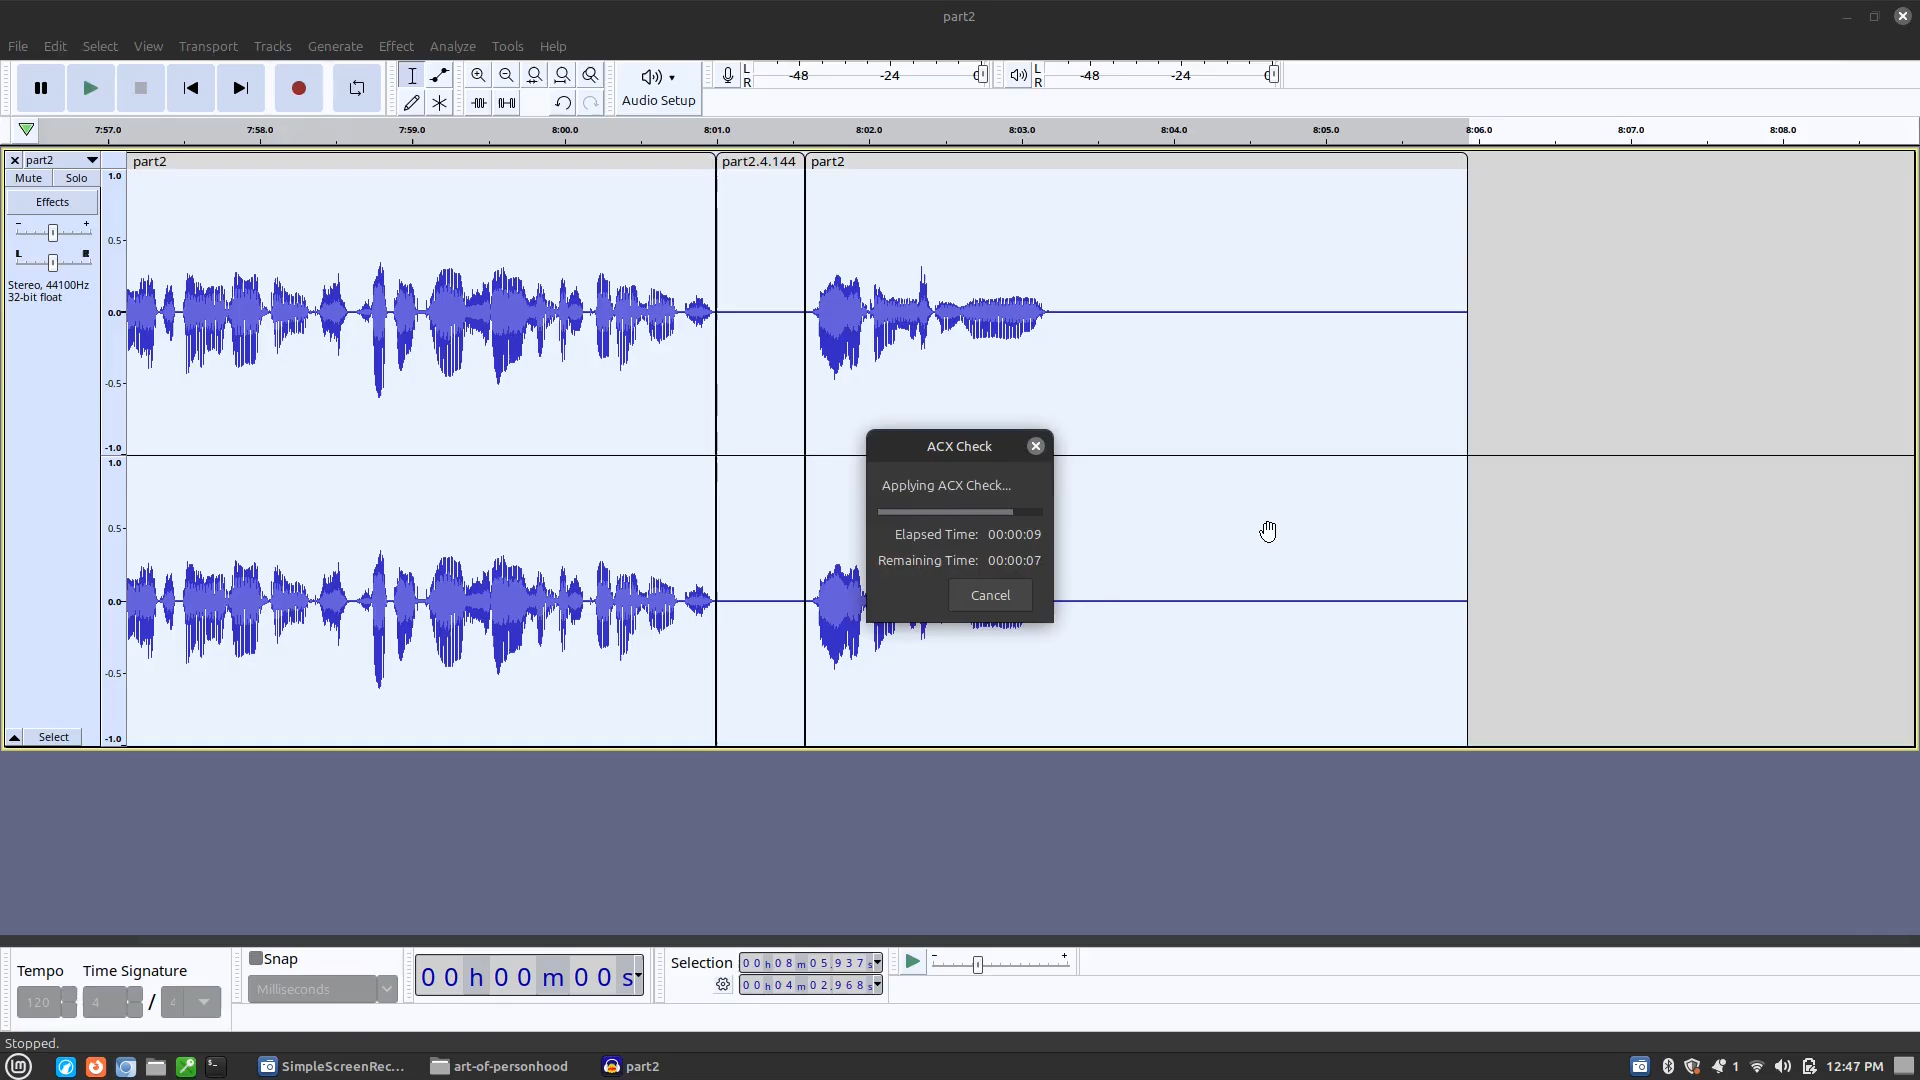 part2
File Edit Select View Transport Tracks Generate Effect Analyze Tools Help
L R -48 -24 0
L R -48 -24 0
Audio Setup
7:57.0 7:58.0 7:59.0 8:00.0 8:01.0 8:02.0 8:03.0 8:04.0 8:05.0 8:06.0 8:07.0 8:08.0
part2
part2 part2.4.144 part2
Mute Solo
Effects
- +
L R
Stereo, 44100Hz
32-bit float
1.0
0.5
0.0
-0.5
-1.0
1.0
0.5
0.0
-0.5
-1.0
Select
ACX Check
Applying ACX Check...
Elapsed Time: 00:00:09
Remaining Time: 00:00:07
Cancel
Tempo Time Signature
120 4 / 4
Snap
Milliseconds
00h00m00s
Selection 00h08m05.937s
00h04m02.968s
- +
Stopped.
SimpleScreenRec... art-of-personhood part2
1 12:47 PM